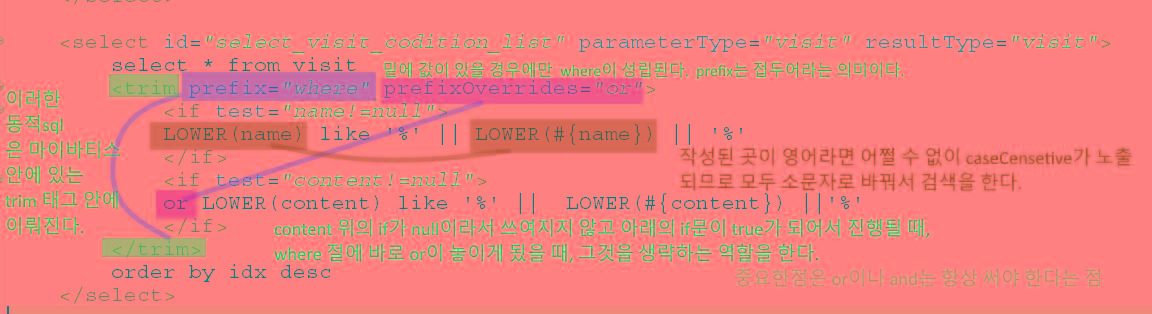 </select>
<select id="select_visit_codition_list" parameterType="visit" resultType="visit">
select * from visit
밑에 값이 있을 경우에만 where이 성립된다. prefix는 접두어라는 의미이다.
<trim prefix="where" prefixOverrides="or">
<if test="name!=null">
LOWER(name) like '%' || LOWER(#{name}) || '%'
</if>
<if test="content!=null">
or LOWER(content) like '%' || LOWER(#{content}) ||'%'
</if>
</trim>
order by idx desc
</select>
이러한
동적sql
은 마이바티스
안에 있는
trim 태그 안에
이뤄진다.
작성된 곳이 영어라면 어쩔 수 없이 caseCensetive가 노출
되므로 모두 소문자로 바꿔서 검색을 한다.
content 위의 if가 null이라서 쓰여지지 않고 아래의 if문이 true가 되어서 진행될 때,
where 절에 바로 or이 놓이게 됬을 때, 그것을 생략하는 역할을 한다.
중요한점은 or이나 and는 항상 써야 한다는 점